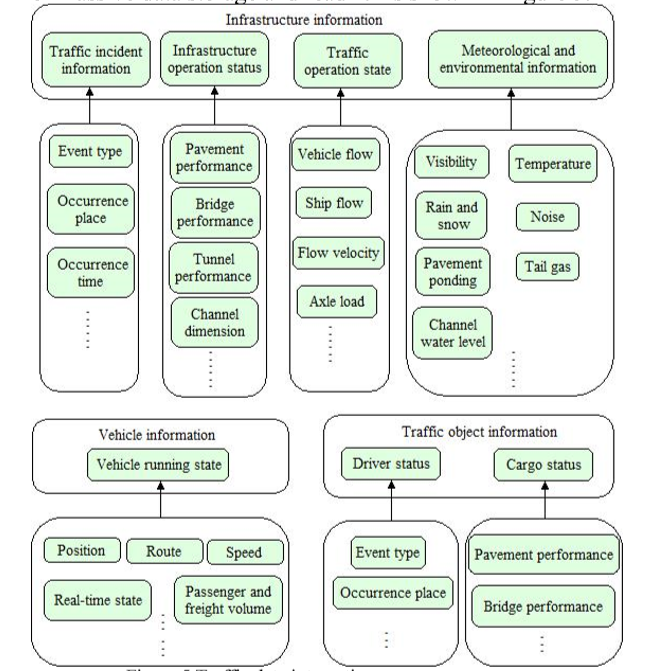 Infrastructure information
Traffic incident
information
Infrastructure
operation status
Traffic
operation state
Meteorological and
environmental information
Event type
Occurrence
place
Occurrence
time
Pavement
performance
Bridge
performance
Tunnel
performance
Channel
dimension
Vehicle flow
Ship flow
Flow velocity
Axle load
Visibility
Temperature
Rain and
snow
Noise
Pavement
ponding
Tail gas
Channel
water level
Vehicle information
Vehicle running state
Position
Route
Speed
Real-time state
Passenger and
freight volume
Traffic object information
Driver status
Cargo status
Event type
Occurrence place
Pavement performance
Bridge performance